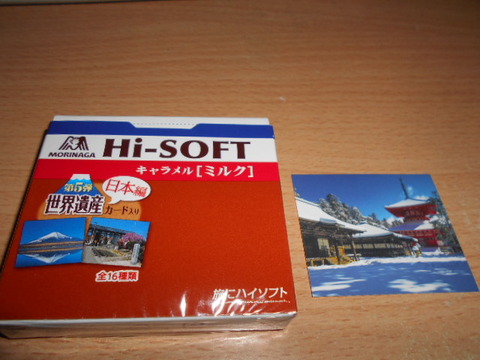 MORINAGA
Hi-SOFT
キャラメル[ミルク]
第5弾
日本編
世界遺産
カード入り
全16種類
旅にハイソフト